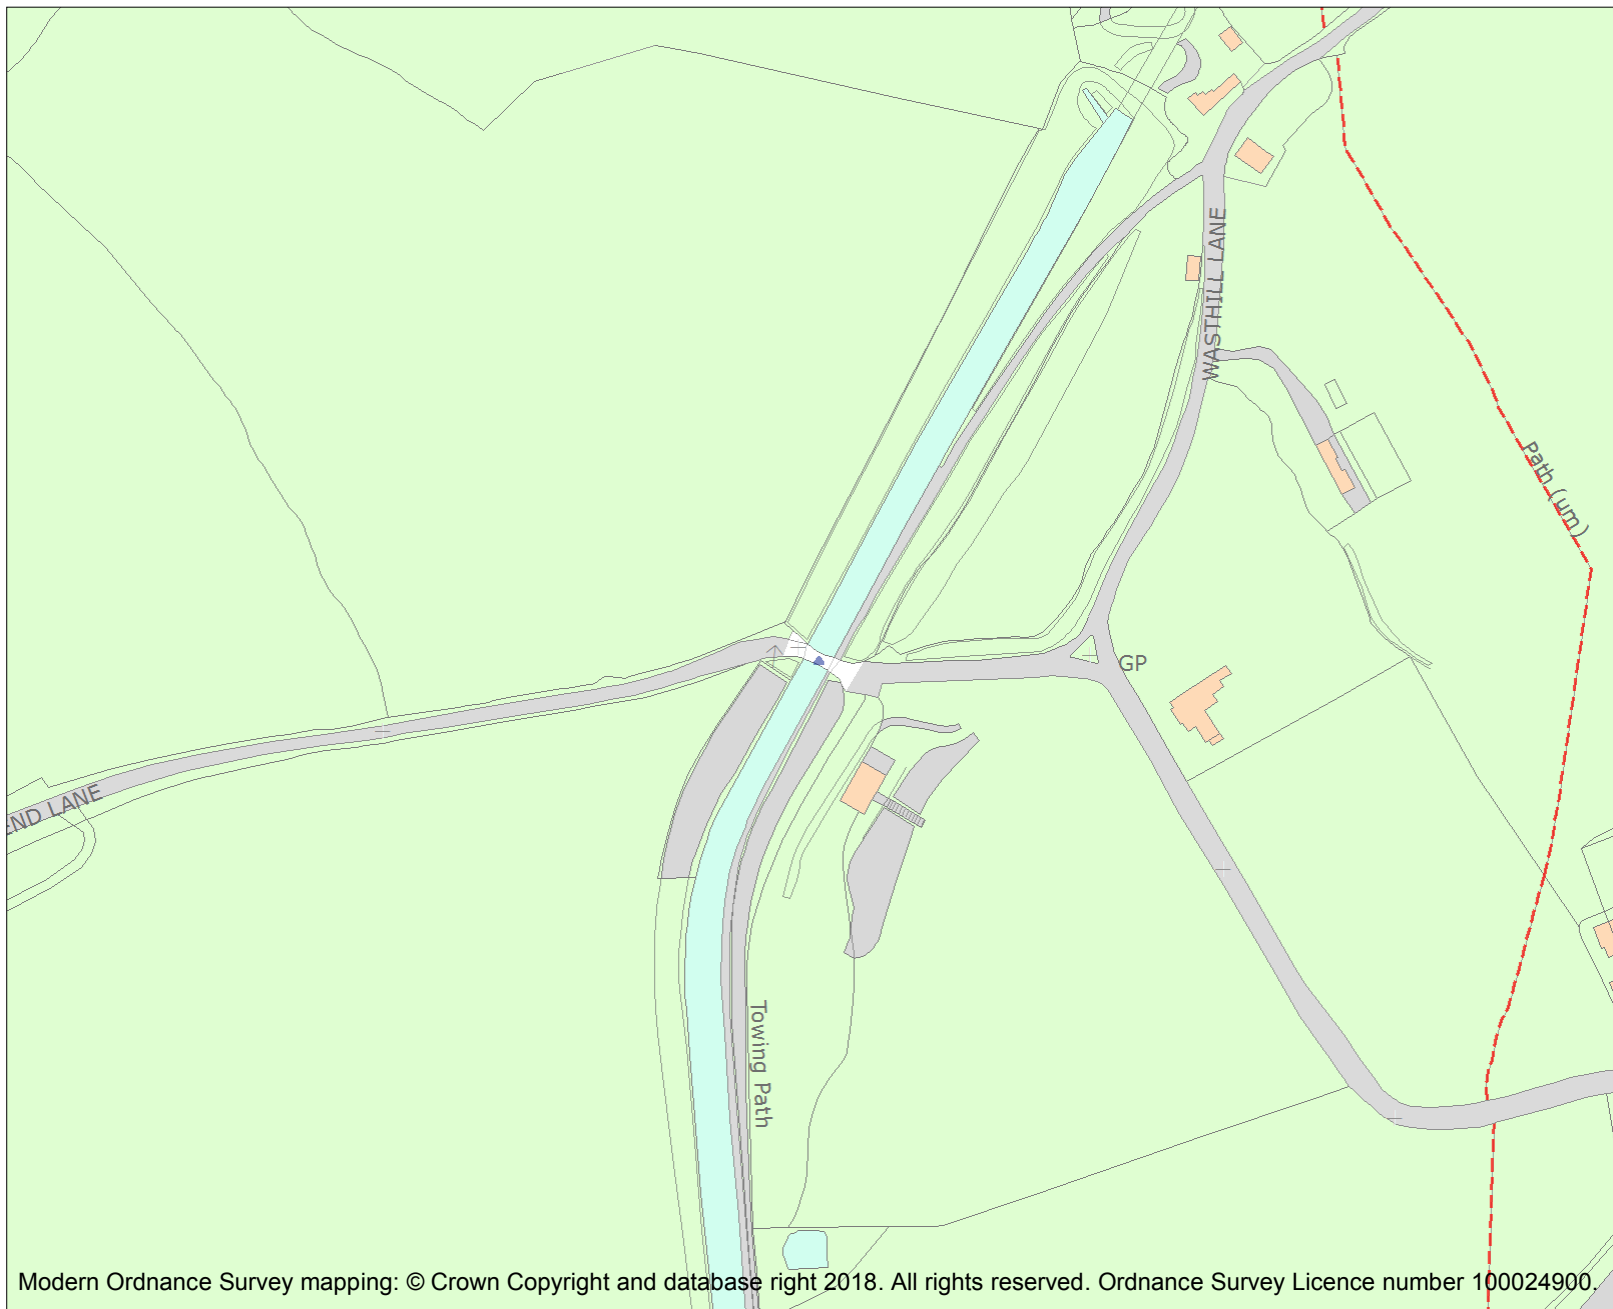 WASTHILL LANE
Path (um)
GP
END LANE
Towing Path
Modern Ordnance Survey mapping: © Crown Copyright and database right 2018. All rights reserved. Ordnance Survey Licence number 100024900.